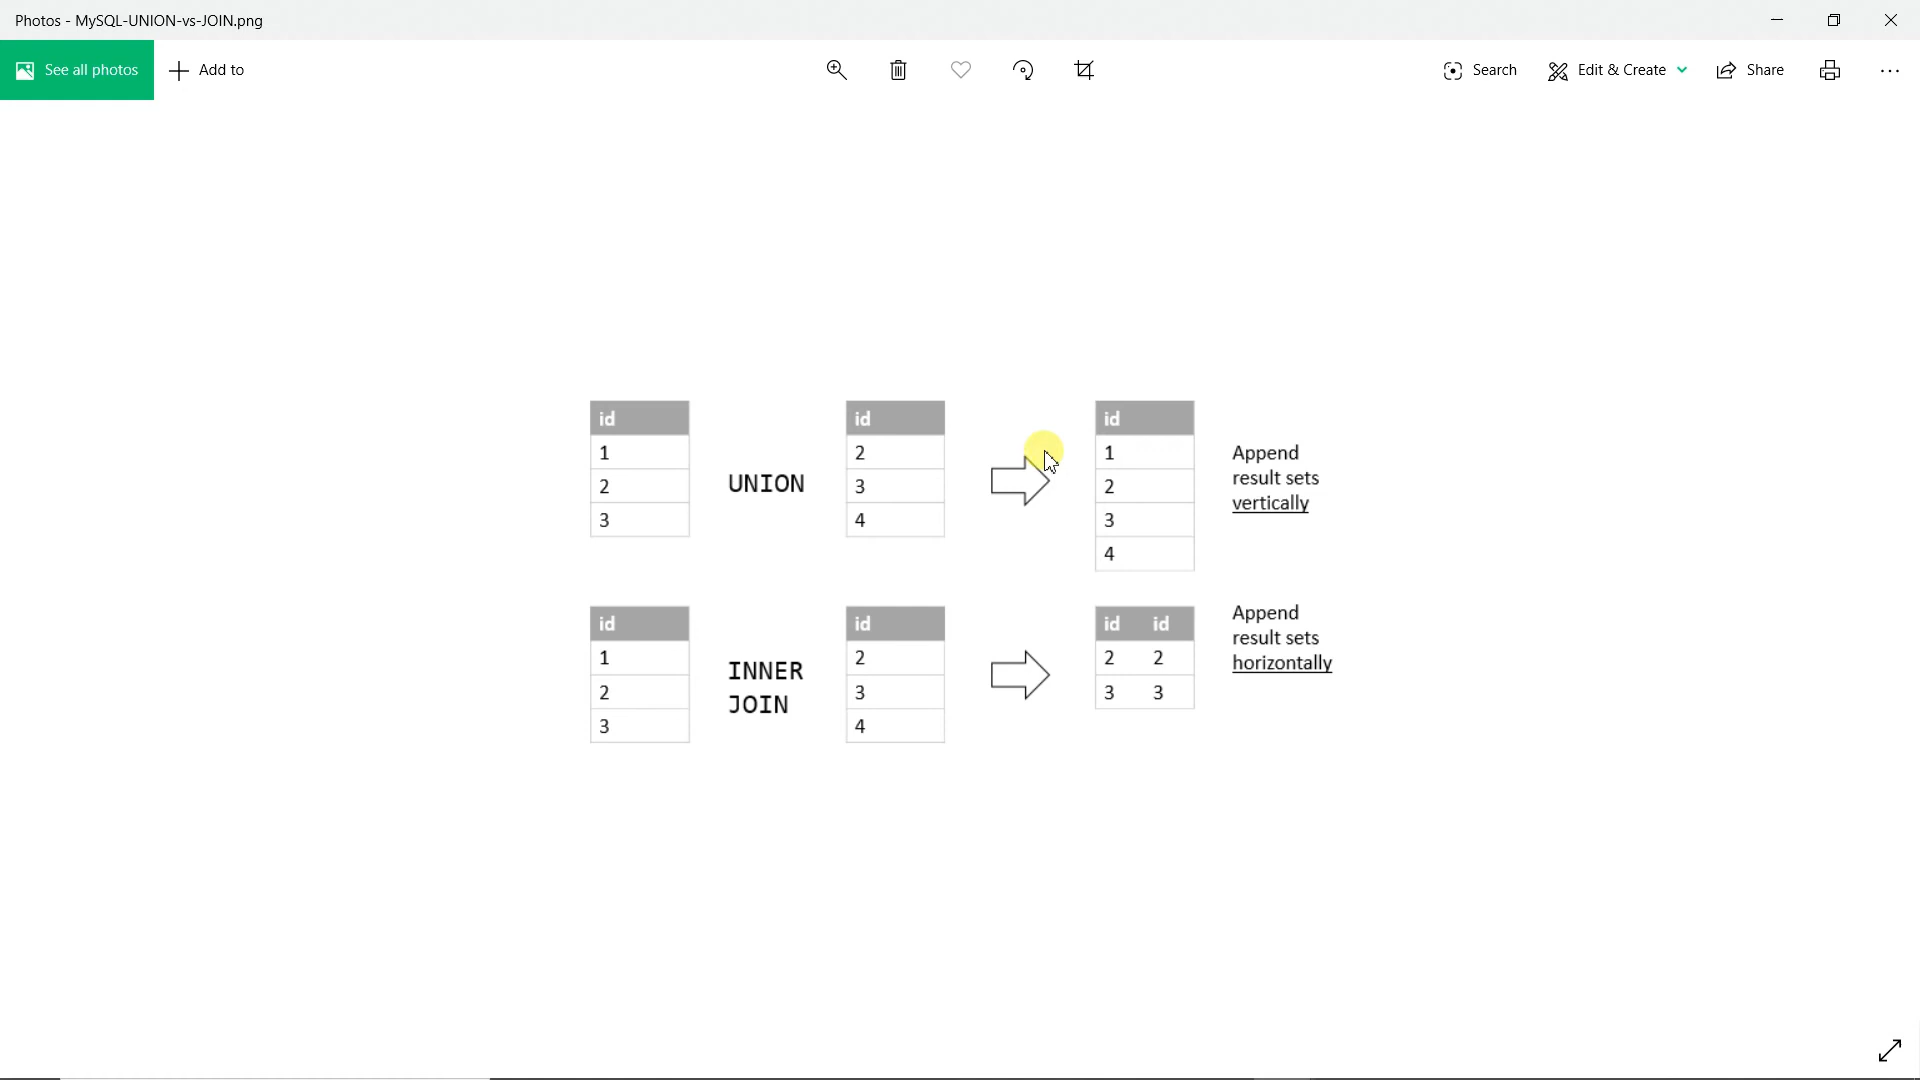 Photos - MySQL-UNION-vs-JOIN.png
See all photos
Add to
Search
Edit & Create
Share
id
1
2
3
UNION
id
2
3
4
id
1
2
3
4
Append
result sets
vertically
id
1
2
3
INNER
JOIN
id
2
3
4
id id
2 2
3 3
Append
result sets
horizontally